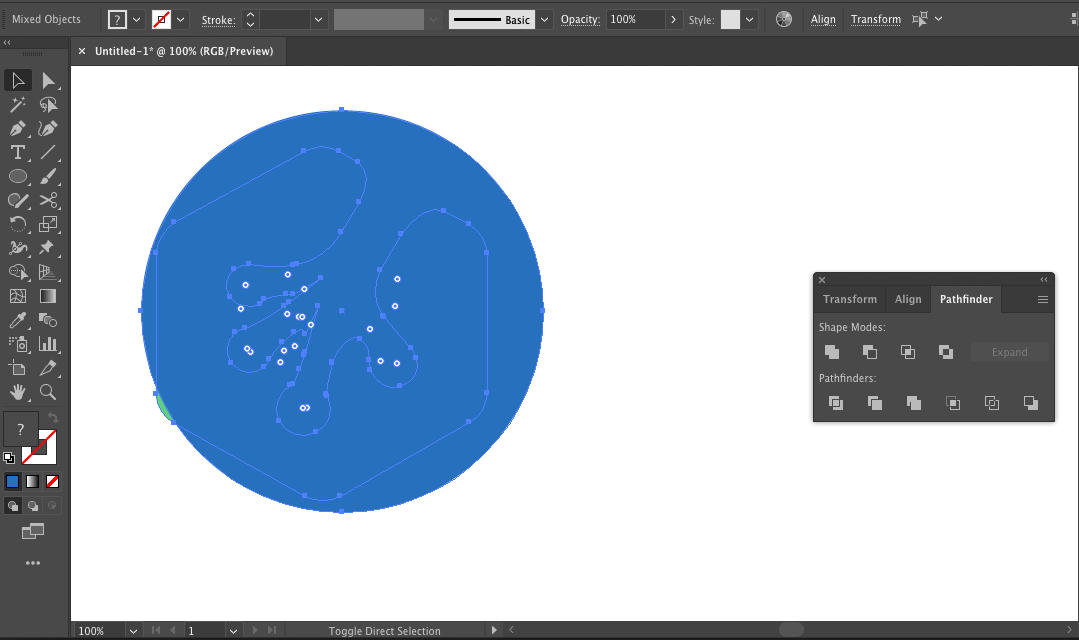 Mixed Objects ? Stroke: Basic Opacity: 100% Style: Align Transform
Untitled-1* @ 100% (RGB/Preview)
T
?
Transform Align Pathfinder
Shape Modes:
Expand
Pathfinders:
100% 1 Toggle Direct Selection